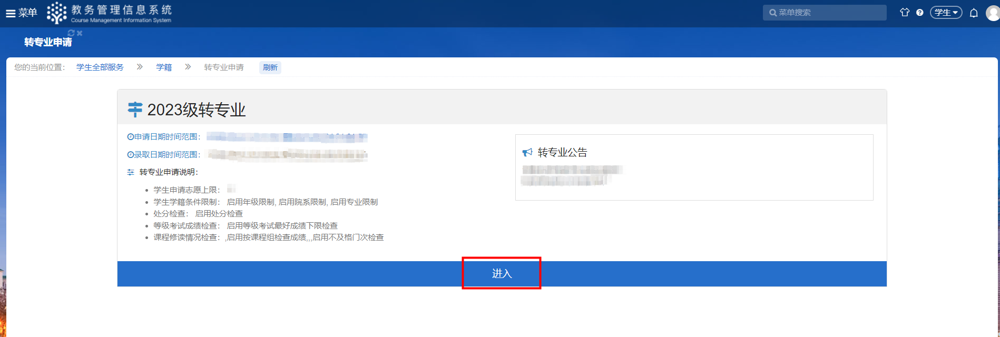 菜单
教务管理信息系统
Course Management Information System
菜单搜索
学生
转专业申请
您的当前位置： 学生全部服务 » 学籍 » 转专业申请 刷新
2023级转专业
申请日期时间范围：
录取日期时间范围：
转专业申请说明：
学生申请志愿上限：
学生学籍条件限制： 启用年级限制, 启用院系限制, 启用专业限制
处分检查： 启用处分检查
等级考试成绩检查： 启用等级考试最好成绩下限检查
课程修读情况检查：,启用按课程组检查成绩,,,启用不及格门次检查
转专业公告
进入